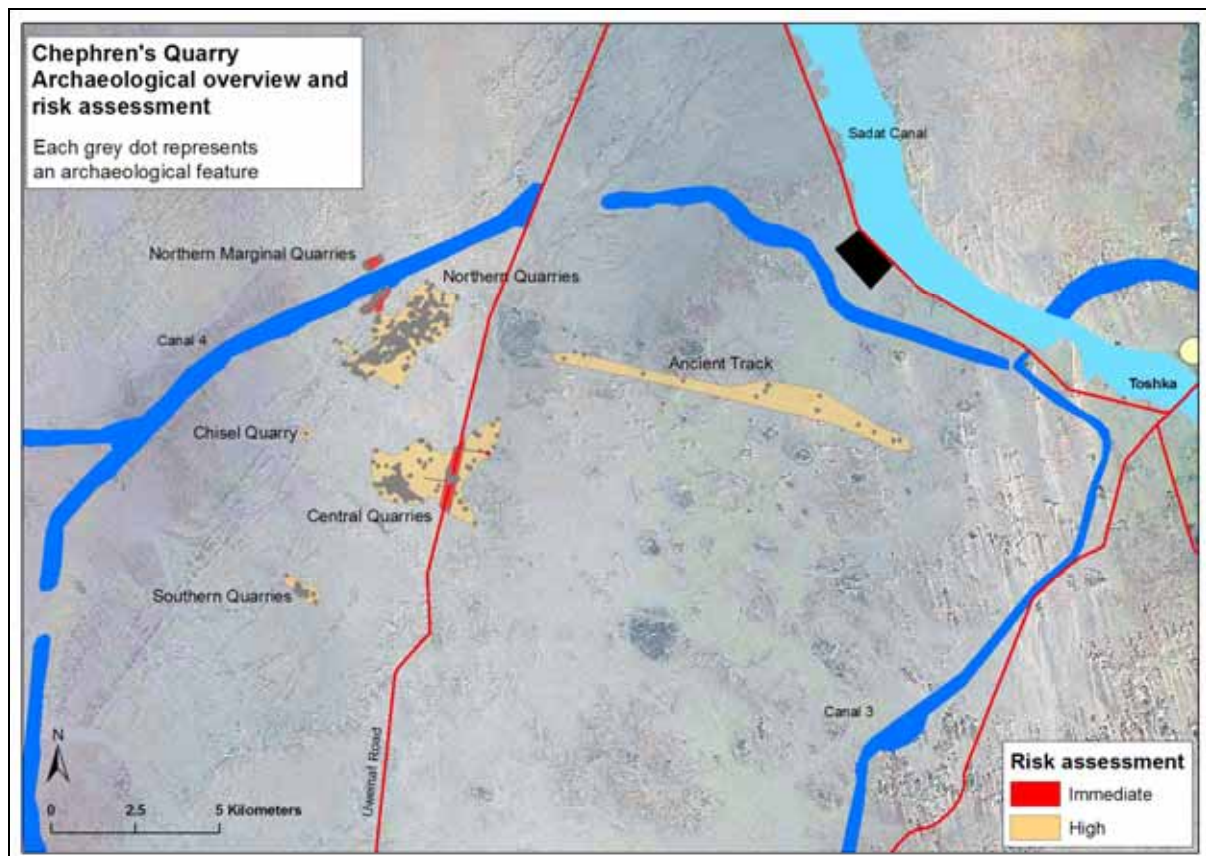 Chephren's Quarry
Archaeological overview and
risk assessment
Each grey dot represents
an archaeological feature
Sadat Canal
Northern Marginal Quarries
Northern Quarries
Canal 4
Ancient Track
Toshka
Chisel Quarry
Central Quarries
Southern Quarries
Canal 3
Uweinat Road
N
0 2.5 5 Kilometers
Risk assessment
Immediate
High